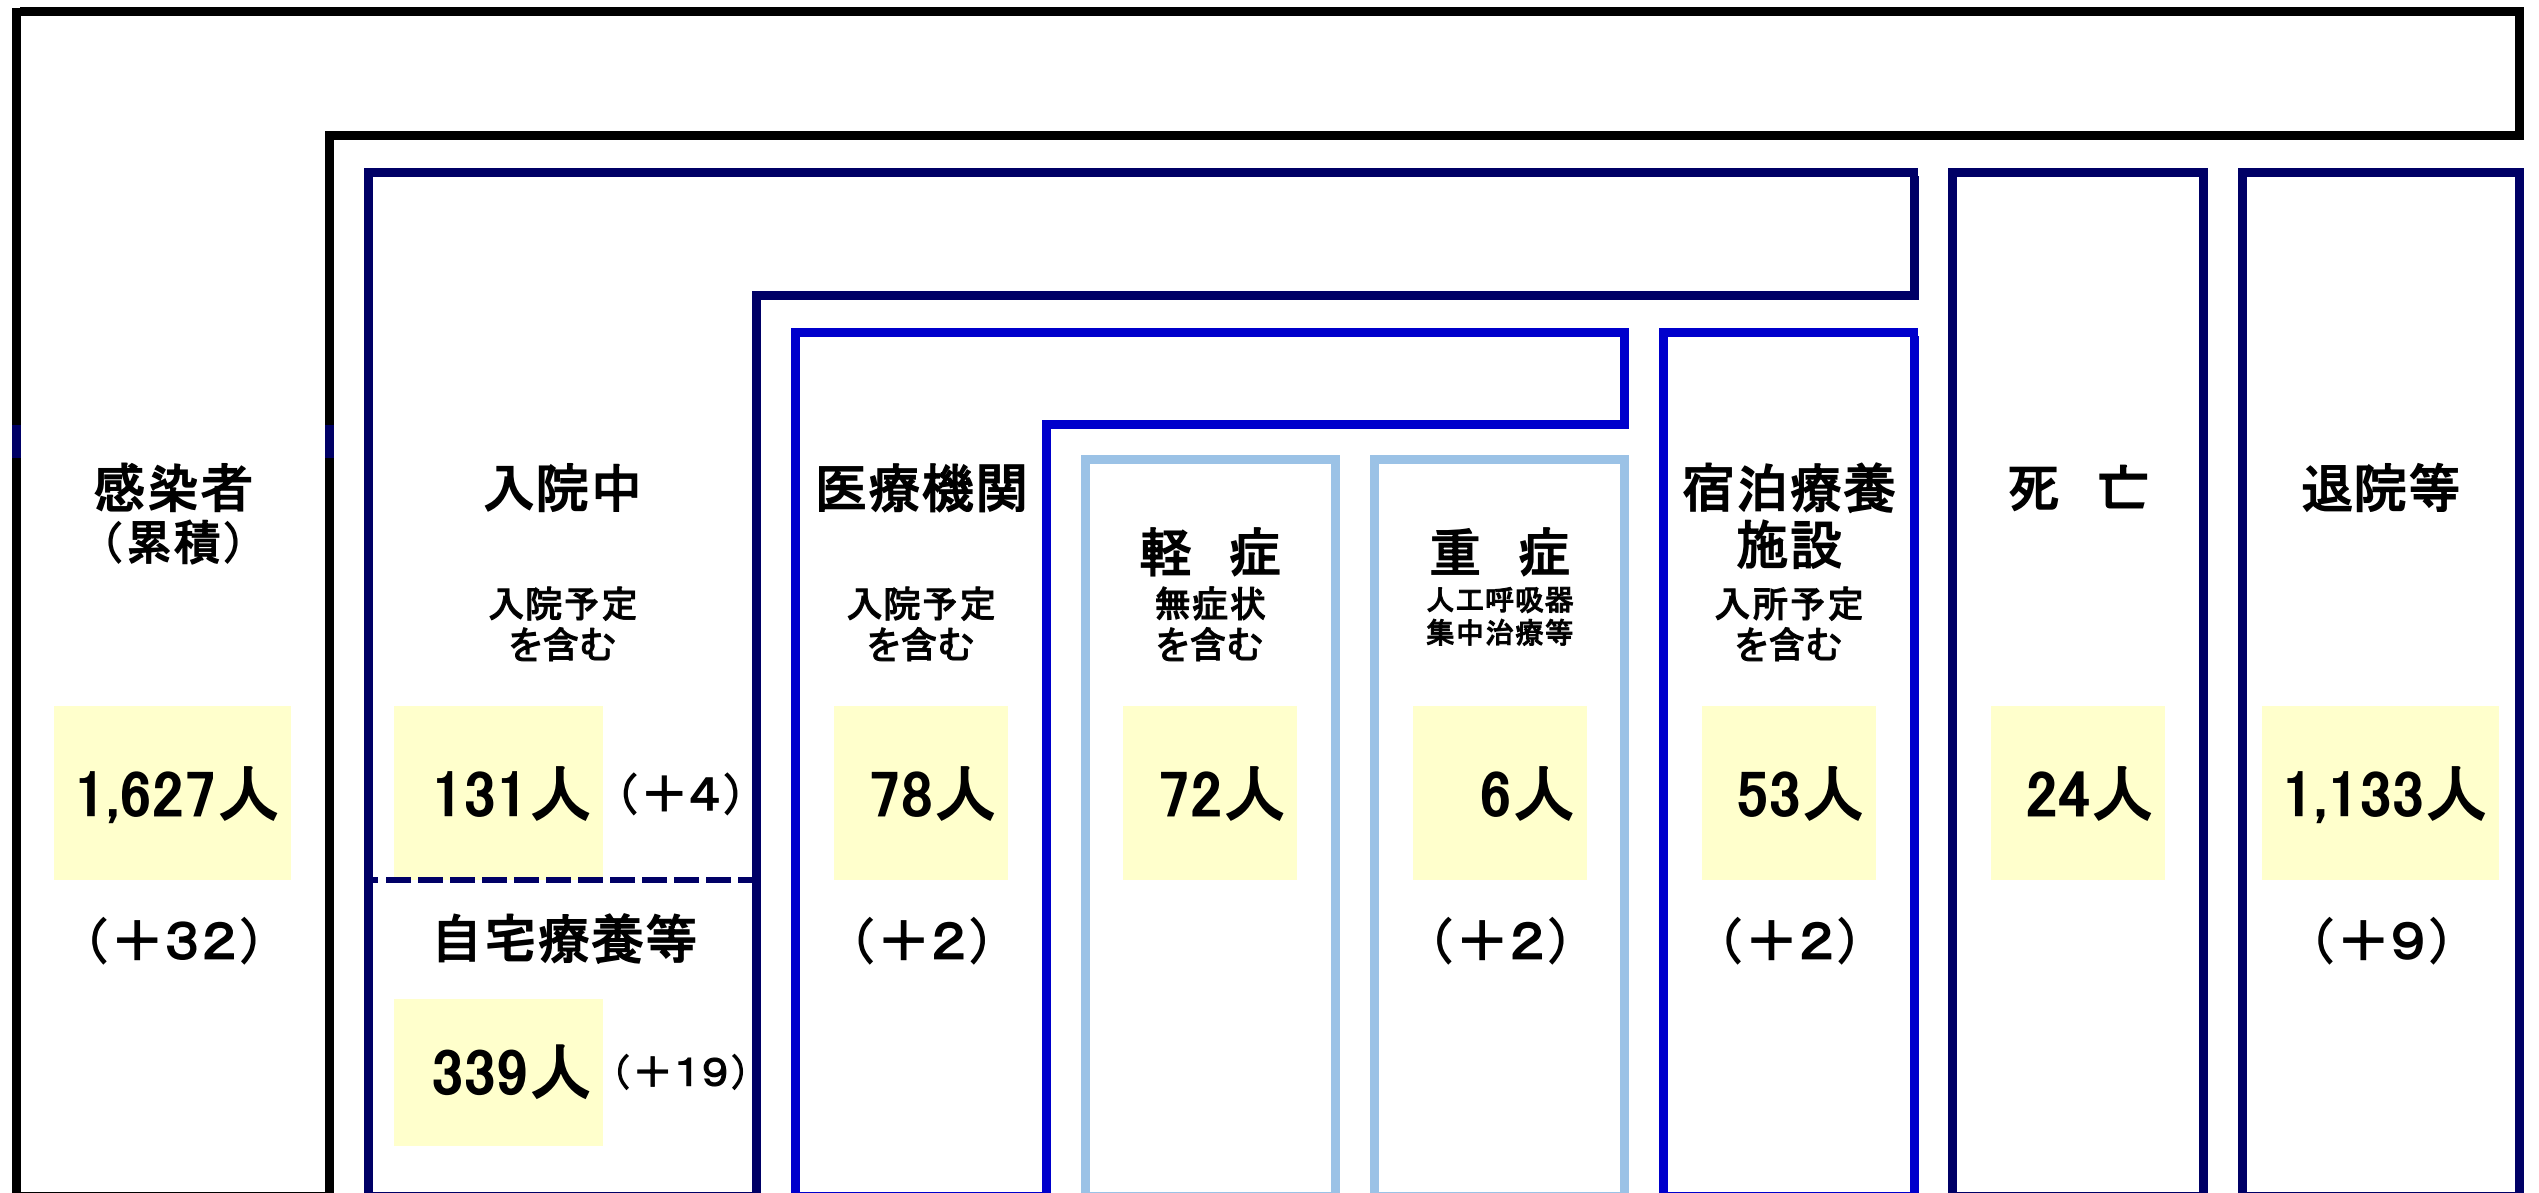 感染者
（累積）
1,627人
（＋32）
入院中
入院予定
を含む
131人（＋4）
自宅療養等
339人（＋19）
医療機関
入院予定
を含む
78人
（＋2）
軽　症
無症状
を含む
72人
重　症
人工呼吸器
集中治療等
6人
（＋2）
宿泊療養
施設
入所予定
を含む
53人
（＋2）
死　亡
24人
退院等
1,133人
（＋9）